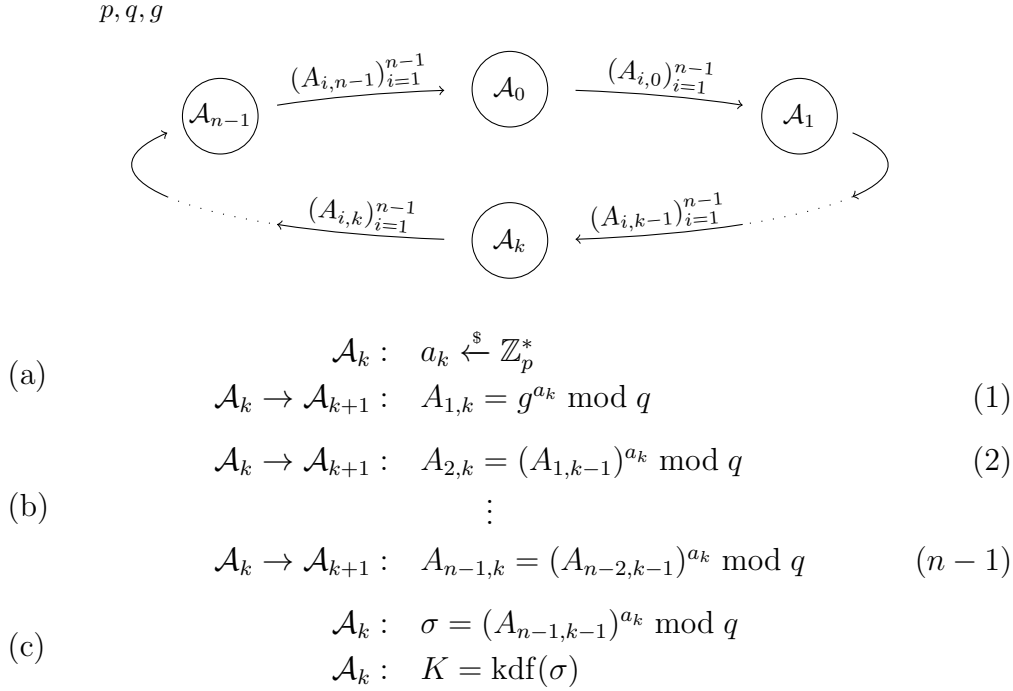 p, q, g
(A_{i,n-1})_{i=1}^{n-1}
(A_{i,0})_{i=1}^{n-1}
𝒜_{n-1}
𝒜_0
𝒜_1
(A_{i,k})_{i=1}^{n-1}
(A_{i,k-1})_{i=1}^{n-1}
𝒜_k
(a)
𝒜_k : a_k ←$ ℤ_p^*
𝒜_k → 𝒜_{k+1} : A_{1,k} = g^{a_k} mod q (1)
𝒜_k → 𝒜_{k+1} : A_{2,k} = (A_{1,k-1})^{a_k} mod q (2)
(b)
⋮
𝒜_k → 𝒜_{k+1} : A_{n-1,k} = (A_{n-2,k-1})^{a_k} mod q (n − 1)
(c)
𝒜_k : σ = (A_{n-1,k-1})^{a_k} mod q
𝒜_k : K = kdf(σ)